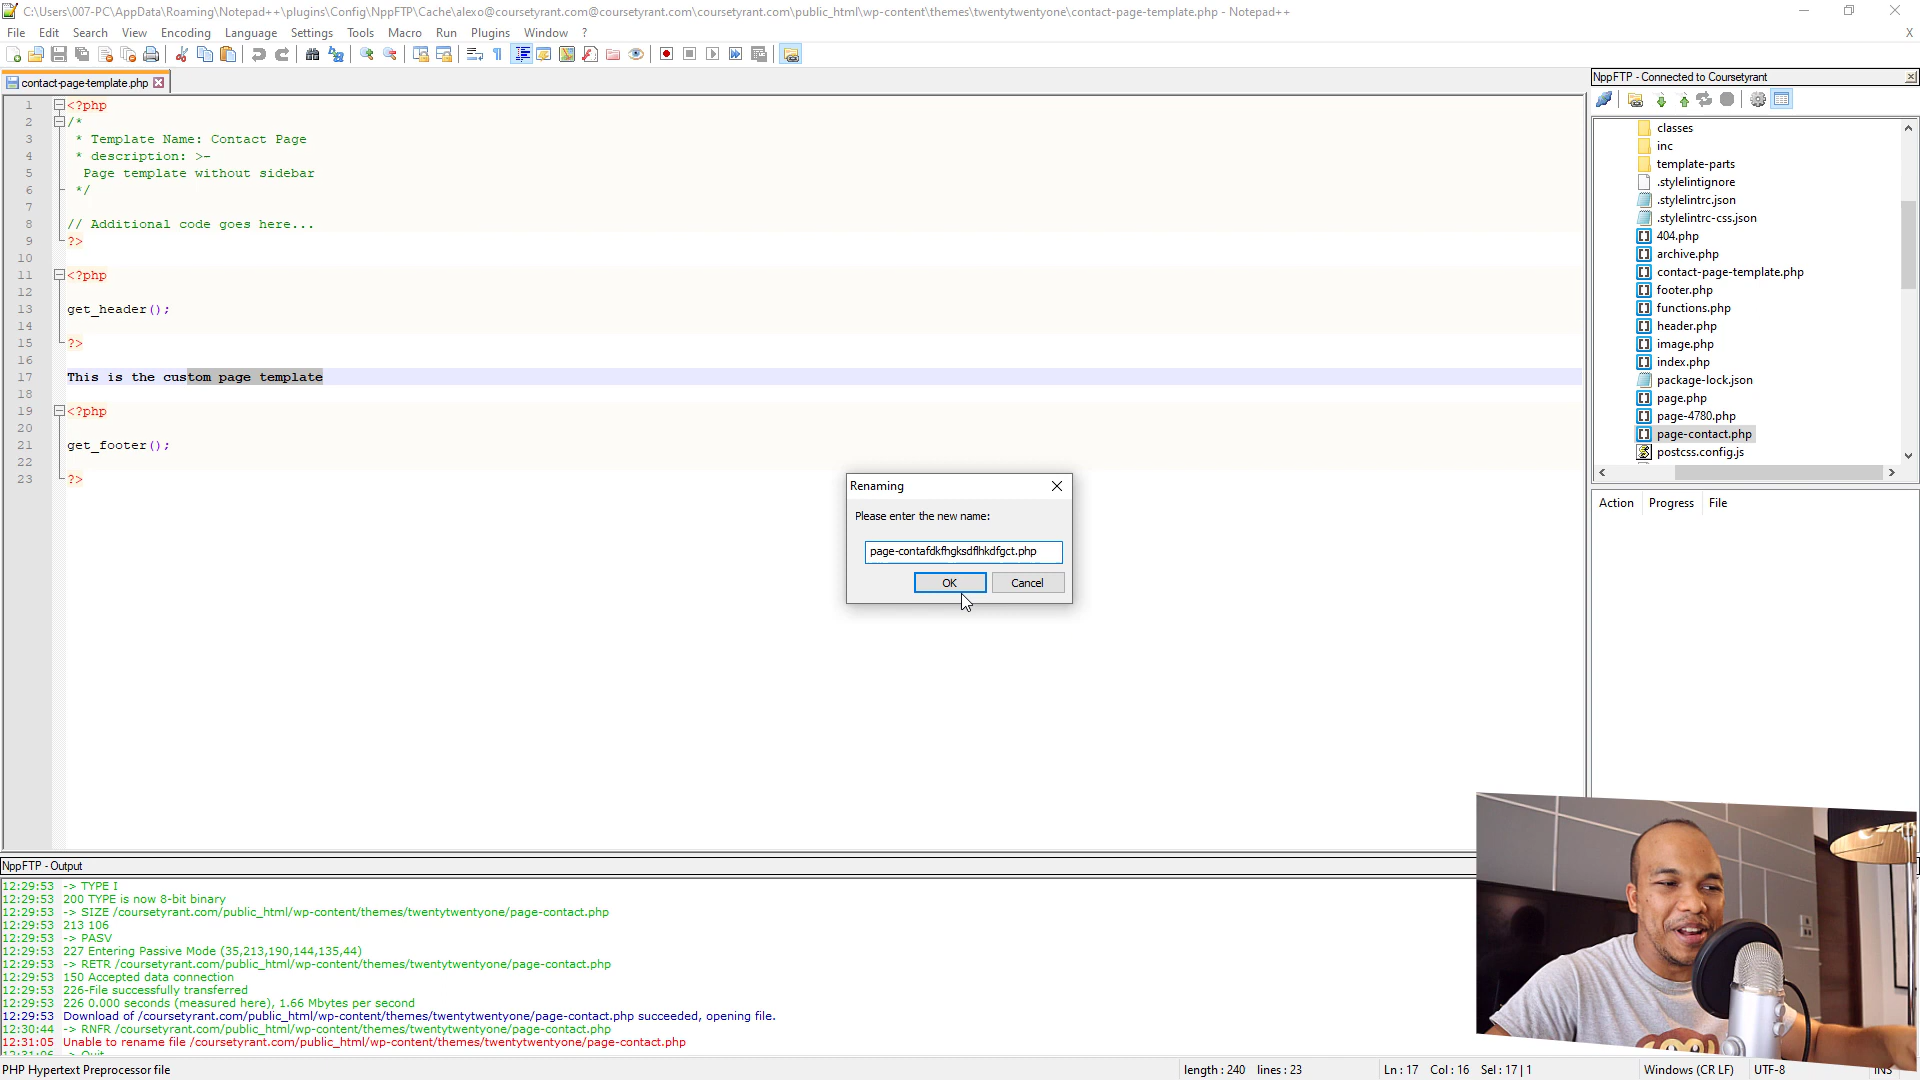 C:\Users\007-PC\AppData\Roaming\Notepad++\plugins\Config\NppFTP\Cache\alexo@coursetyrant.com@coursetyrant.com\coursetyrant.com\public_html\wp-content\themes\twentytwentyone\contact-page-template.php - Notepad++
File Edit Search View Encoding Language Settings Tools Macro Run Plugins Window ? X
contact-page-template.php
1 <?php
2 /*
3 * Template Name: Contact Page
4 * description: >-
5 Page template without sidebar
6 */
7
8 // Additional code goes here...
9 ?>
10
11 <?php
12
13 get_header();
14
15 ?>
16
17 This is the custom page template
18
19 <?php
20
21 get_footer();
22
23 ?>
Renaming
Please enter the new name:
page-contafdkfhgksdflhkdfgct.php
OK Cancel
NppFTP - Connected to Coursetyrant
classes
inc
template-parts
.stylelintignore
.stylelintrc.json
.stylelintrc-css.json
404.php
archive.php
contact-page-template.php
footer.php
functions.php
header.php
image.php
index.php
package-lock.json
page.php
page-4780.php
page-contact.php
postcss.config.js
Action Progress File
NppFTP - Output
12:29:53 -> TYPE I
12:29:53 200 TYPE is now 8-bit binary
12:29:53 -> SIZE /coursetyrant.com/public_html/wp-content/themes/twentytwentyone/page-contact.php
12:29:53 213 106
12:29:53 -> PASV
12:29:53 227 Entering Passive Mode (35,213,190,144,135,44)
12:29:53 -> RETR /coursetyrant.com/public_html/wp-content/themes/twentytwentyone/page-contact.php
12:29:53 150 Accepted data connection
12:29:53 226-File successfully transferred
12:29:53 226 0.000 seconds (measured here), 1.66 Mbytes per second
12:29:53 Download of /coursetyrant.com/public_html/wp-content/themes/twentytwentyone/page-contact.php succeeded, opening file.
12:30:44 -> RNFR /coursetyrant.com/public_html/wp-content/themes/twentytwentyone/page-contact.php
12:31:05 Unable to rename file /coursetyrant.com/public_html/wp-content/themes/twentytwentyone/page-contact.php
12:31:06 -> Quit
PHP Hypertext Preprocessor file length : 240 lines : 23 Ln : 17 Col : 16 Sel : 17 | 1 Windows (CR LF) UTF-8 INS